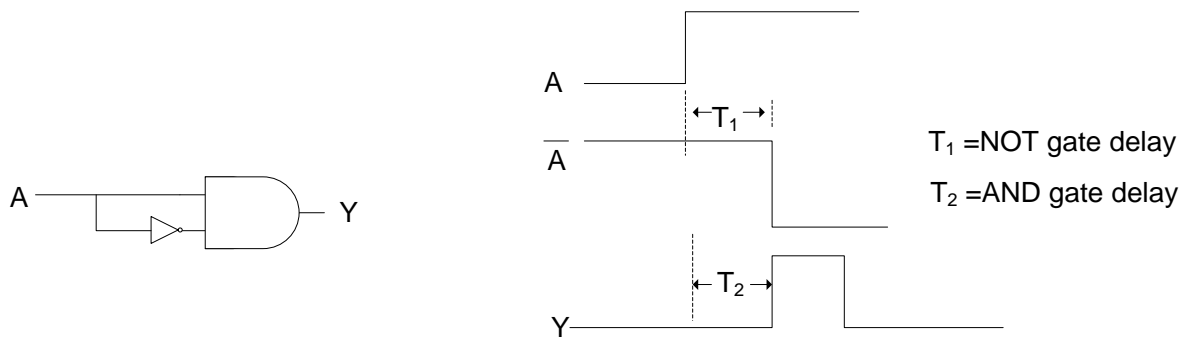 A
Y
A
T₁
A̅
T₂
Y
T₁ =NOT gate delay
T₂ =AND gate delay